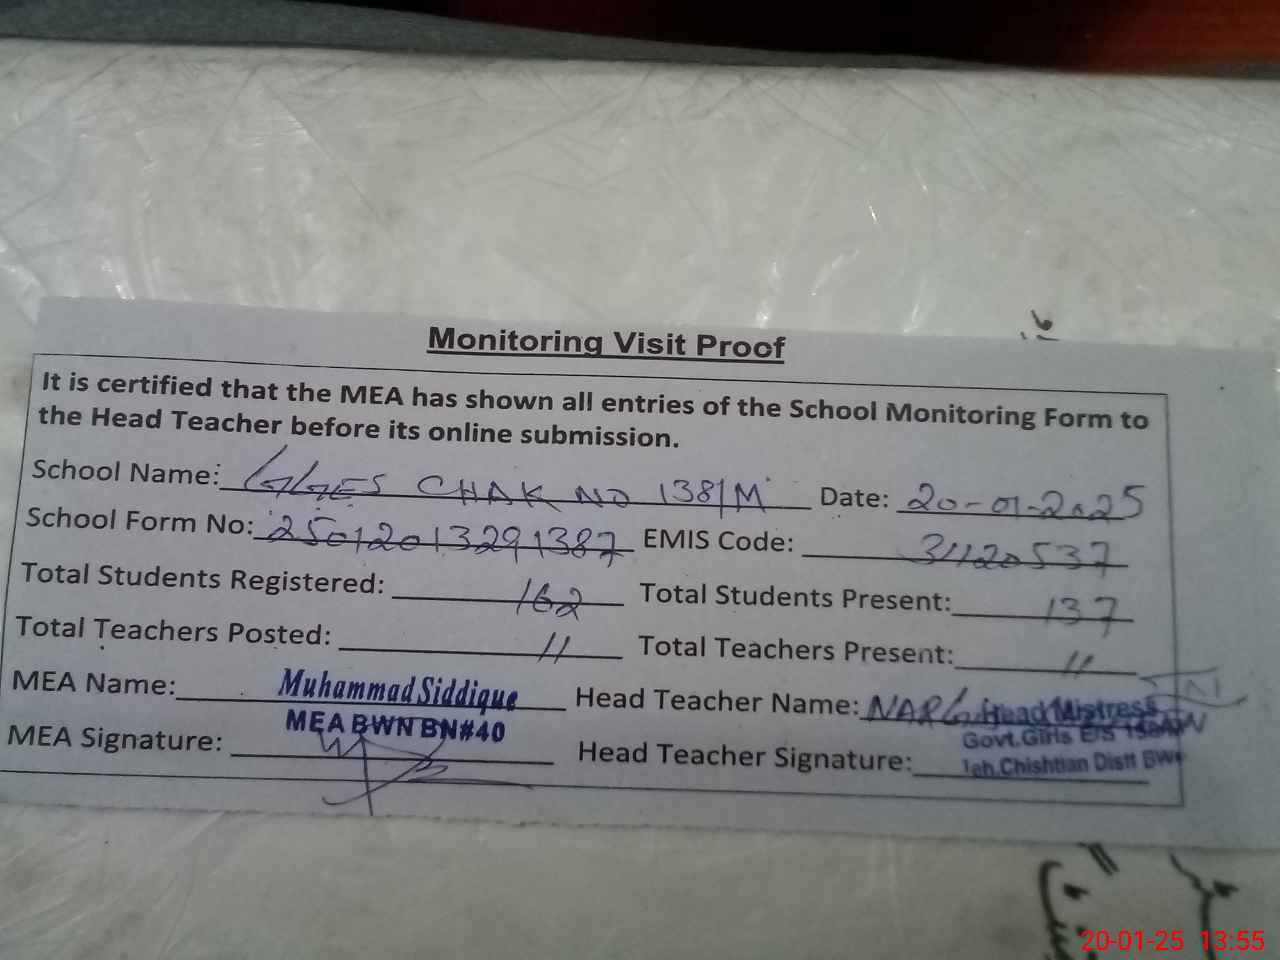 Monitoring Visit Proof
It is certified that the MEA has shown all entries of the School Monitoring Form to
the Head Teacher before its online submission.
School Name: GGES CHAK NO 138/M Date: 20-01-2025
School Form No: 25012013291387 EMIS Code: 31120537
Total Students Registered: 162 Total Students Present: 137
Total Teachers Posted: 11 Total Teachers Present: 11
MEA Name: Muhammad Siddique Head Teacher Name:
MEA BWN BN#40 Head Mistress
MEA Signature: Govt.Girls E/S
Head Teacher Signature: Teh.Chishtian Distt BWN
20-01-25 13:55